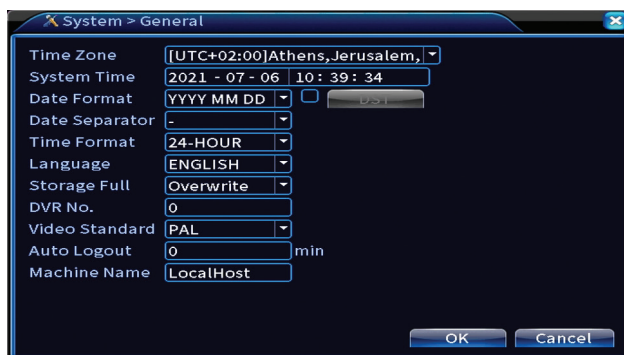 System > General
Time Zone [UTC+02:00]Athens,Jerusalem,
System Time 2021 - 07 - 06 10 : 39 : 34
Date Format YYYY MM DD DST
Date Separator -
Time Format 24-HOUR
Language ENGLISH
Storage Full Overwrite
DVR No. 0
Video Standard PAL
Auto Logout 0 min
Machine Name LocalHost
OK Cancel